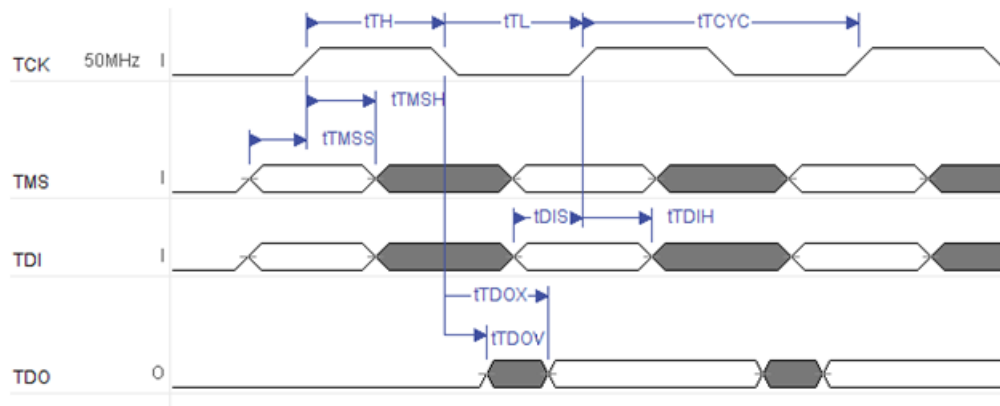 tTH tTL tTCYC
TCK 50MHz I
tTMSH
tTMSS
TMS I
tDIS tTDIH
TDI I
tTDOX
tTDOV
TDO O